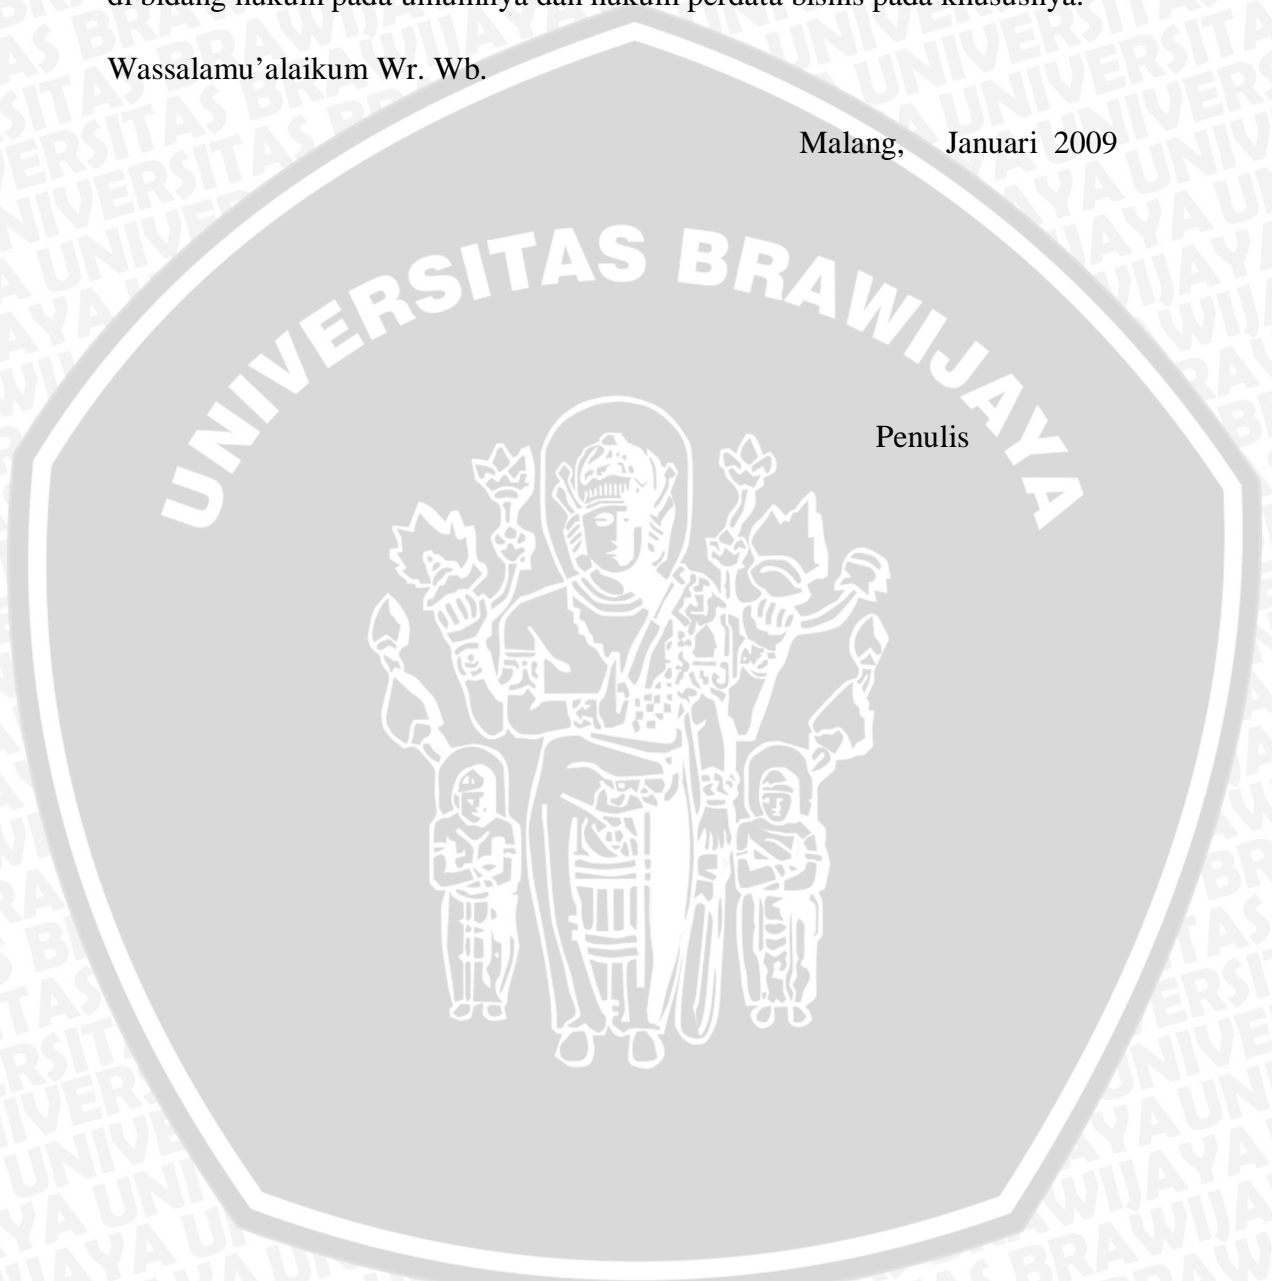 di bidang hukum pada umumnya dan hukum perdata bisnis pada khususnya.
Wassalamu’alaikum Wr. Wb.
Malang, Januari 2009
UNIVERSITAS BRAWIJAYA
Penulis